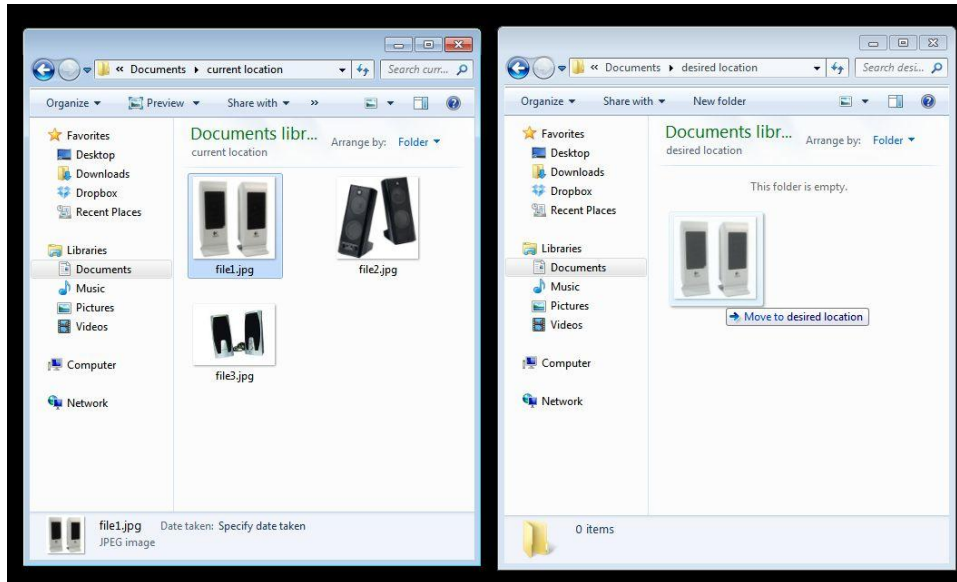 « Documents ▸ current location
Search curr...
Organize Preview Share with »
Favorites
Desktop
Downloads
Dropbox
Recent Places
Libraries
Documents
Music
Pictures
Videos
Computer
Network
Documents libr...
current location
Arrange by: Folder
file1.jpg
file2.jpg
file3.jpg
file1.jpg Date taken: Specify date taken
JPEG image
« Documents ▸ desired location
Search desi...
Organize Share with New folder
Favorites
Desktop
Downloads
Dropbox
Recent Places
Libraries
Documents
Music
Pictures
Videos
Computer
Network
Documents libr...
desired location
Arrange by: Folder
This folder is empty.
Move to desired location
0 items